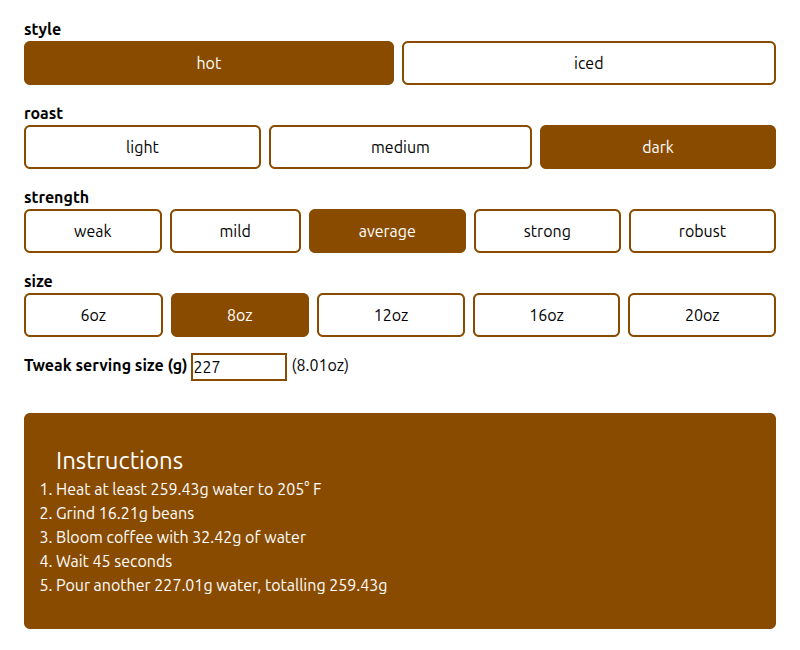 style
hot iced
roast
light medium dark
strength
weak mild average strong robust
size
6oz 8oz 12oz 16oz 20oz
Tweak serving size (g) 227 (8.01oz)
Instructions
1. Heat at least 259.43g water to 205° F
2. Grind 16.21g beans
3. Bloom coffee with 32.42g of water
4. Wait 45 seconds
5. Pour another 227.01g water, totalling 259.43g